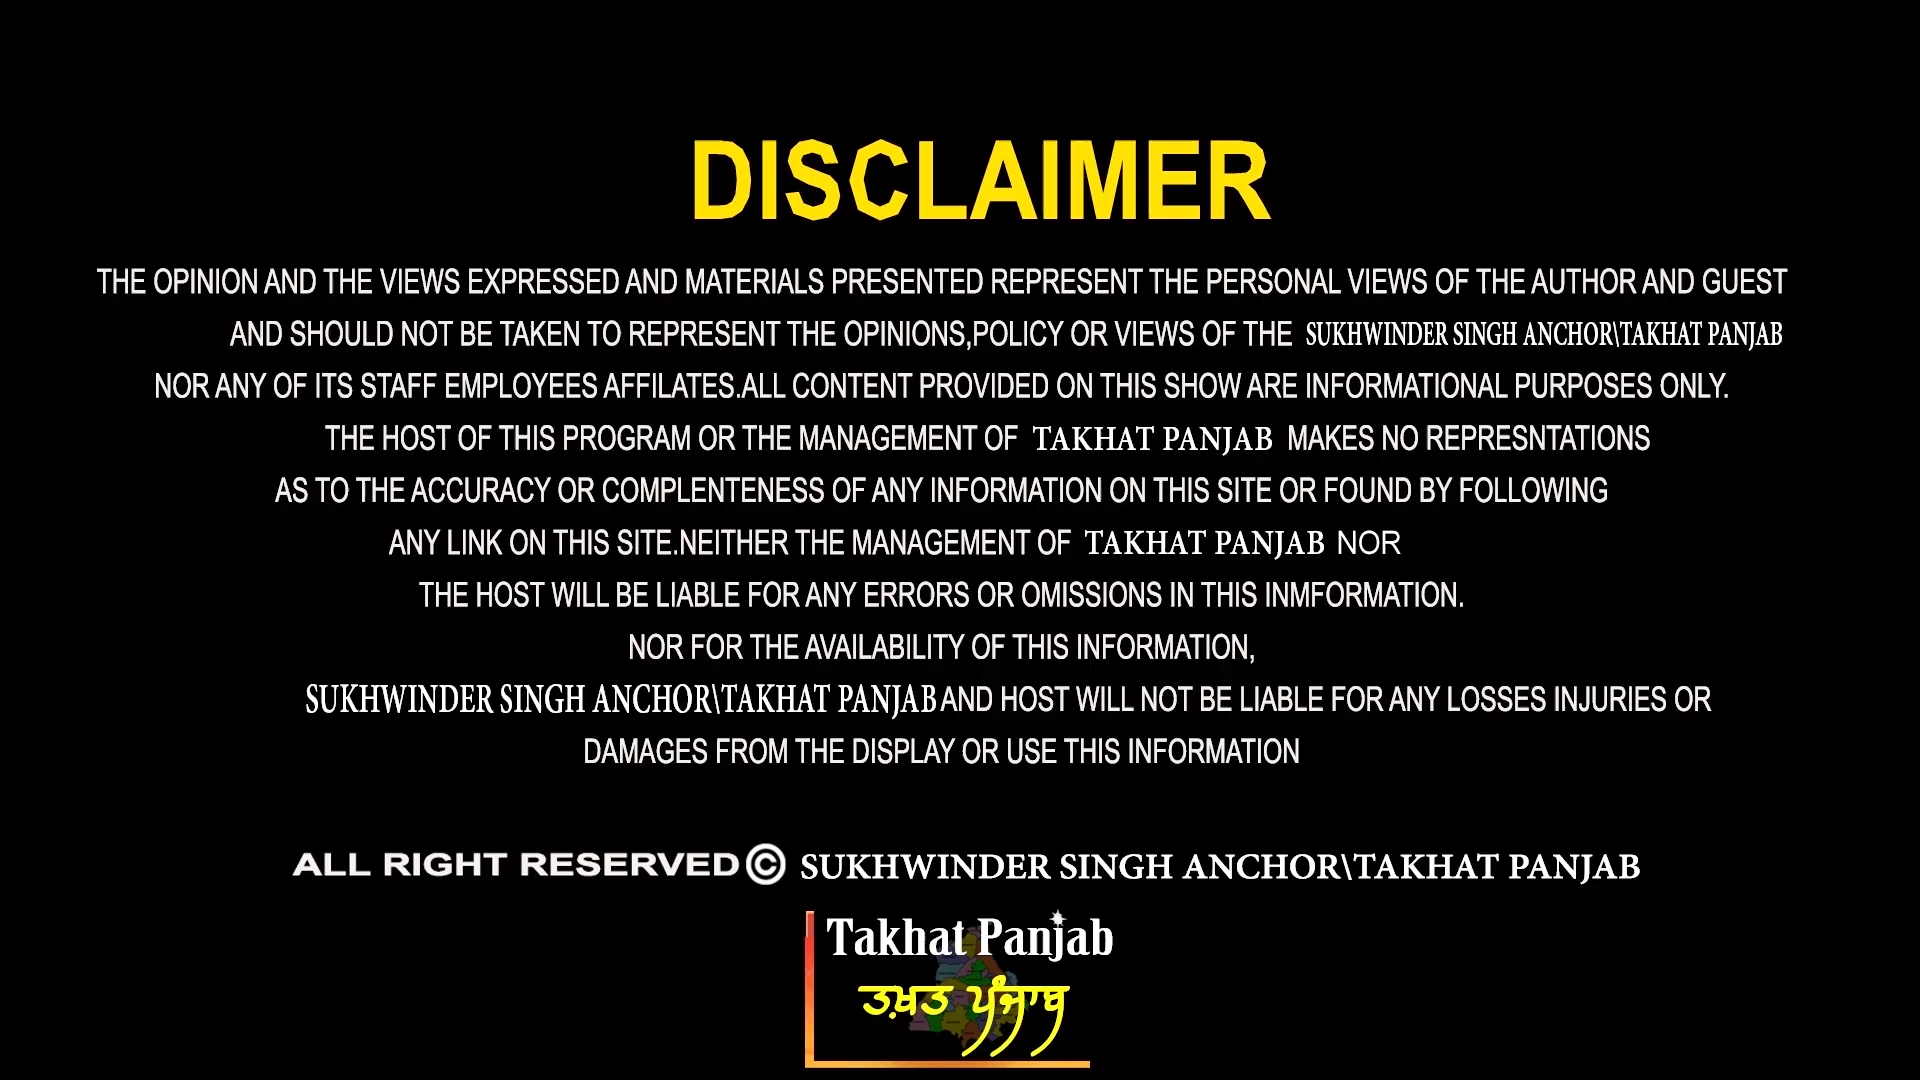 DISCLAIMER
THE OPINION AND THE VIEWS EXPRESSED AND MATERIALS PRESENTED REPRESENT THE PERSONAL VIEWS OF THE AUTHOR AND GUEST
AND SHOULD NOT BE TAKEN TO REPRESENT THE OPINIONS,POLICY OR VIEWS OF THE SUKHWINDER SINGH ANCHOR\TAKHAT PANJAB
NOR ANY OF ITS STAFF EMPLOYEES AFFILATES.ALL CONTENT PROVIDED ON THIS SHOW ARE INFORMATIONAL PURPOSES ONLY.
THE HOST OF THIS PROGRAM OR THE MANAGEMENT OF TAKHAT PANJAB MAKES NO REPRESNTATIONS
AS TO THE ACCURACY OR COMPLENTENESS OF ANY INFORMATION ON THIS SITE OR FOUND BY FOLLOWING
ANY LINK ON THIS SITE.NEITHER THE MANAGEMENT OF TAKHAT PANJAB NOR
THE HOST WILL BE LIABLE FOR ANY ERRORS OR OMISSIONS IN THIS INMFORMATION.
NOR FOR THE AVAILABILITY OF THIS INFORMATION,
SUKHWINDER SINGH ANCHOR\TAKHAT PANJAB AND HOST WILL NOT BE LIABLE FOR ANY LOSSES INJURIES OR
DAMAGES FROM THE DISPLAY OR USE THIS INFORMATION
ALL RIGHT RESERVED © SUKHWINDER SINGH ANCHOR\TAKHAT PANJAB
Takhat Panjab
ਤਖ਼ਤ ਪੰਜਾਬ